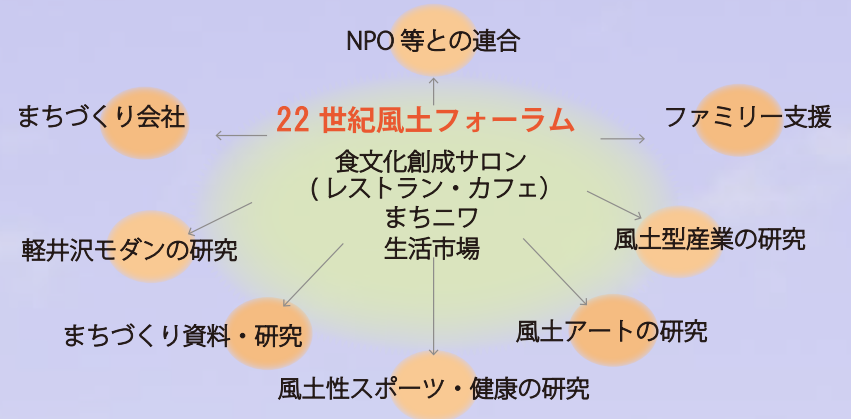 NPO 等との連合
まちづくり会社
22 世紀風土フォーラム
ファミリー支援
食文化創成サロン
( レストラン・カフェ）
まちニワ
生活市場
軽井沢モダンの研究
風土型産業の研究
まちづくり資料・研究
風土アートの研究
風土性スポーツ・健康の研究